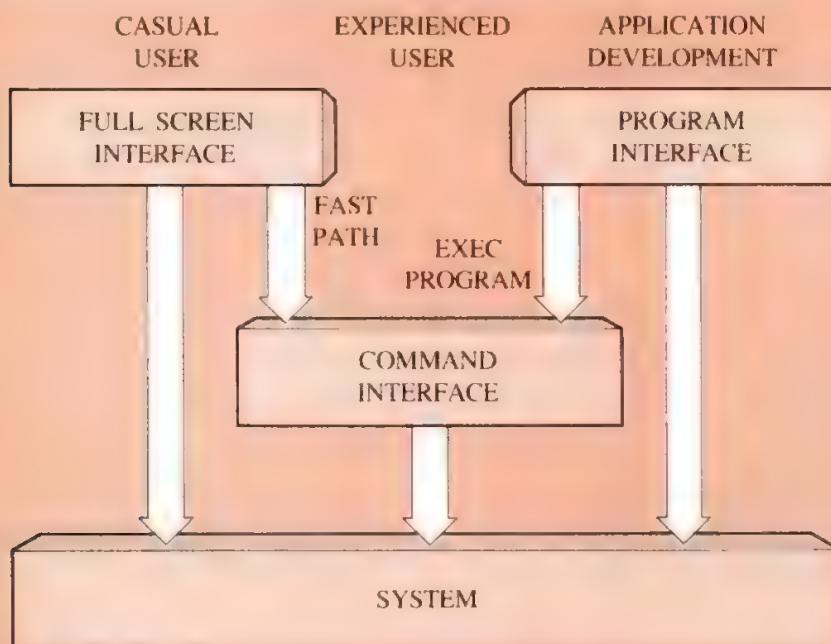 CASUAL
USER
EXPERIENCED
USER
APPLICATION
DEVELOPMENT
FULL SCREEN
INTERFACE
PROGRAM
INTERFACE
FAST
PATH
EXEC
PROGRAM
COMMAND
INTERFACE
SYSTEM